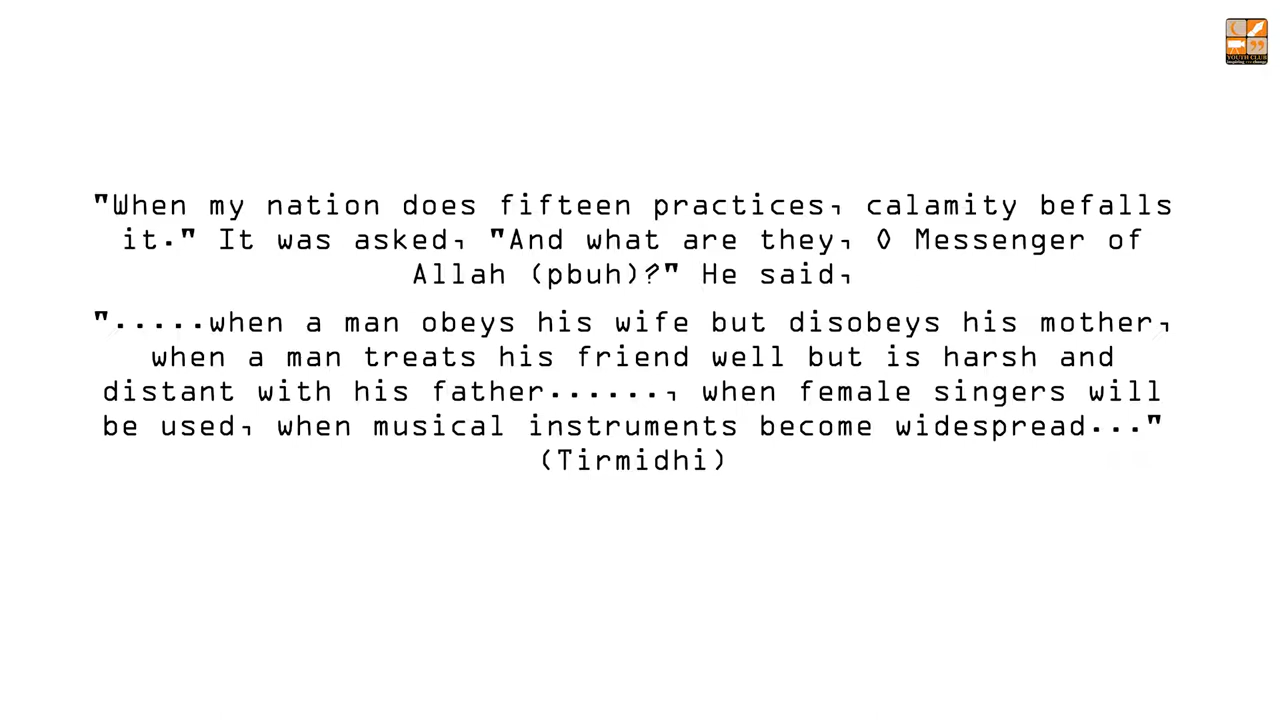 "When my nation does fifteen practices, calamity befalls
it." It was asked, "And what are they, O Messenger of
Allah (pbuh)?" He said,
".....when a man obeys his wife but disobeys his mother,
when a man treats his friend well but is harsh and
distant with his father......, when female singers will
be used, when musical instruments become widespread..."
(Tirmidhi)
YOUTH CLUB